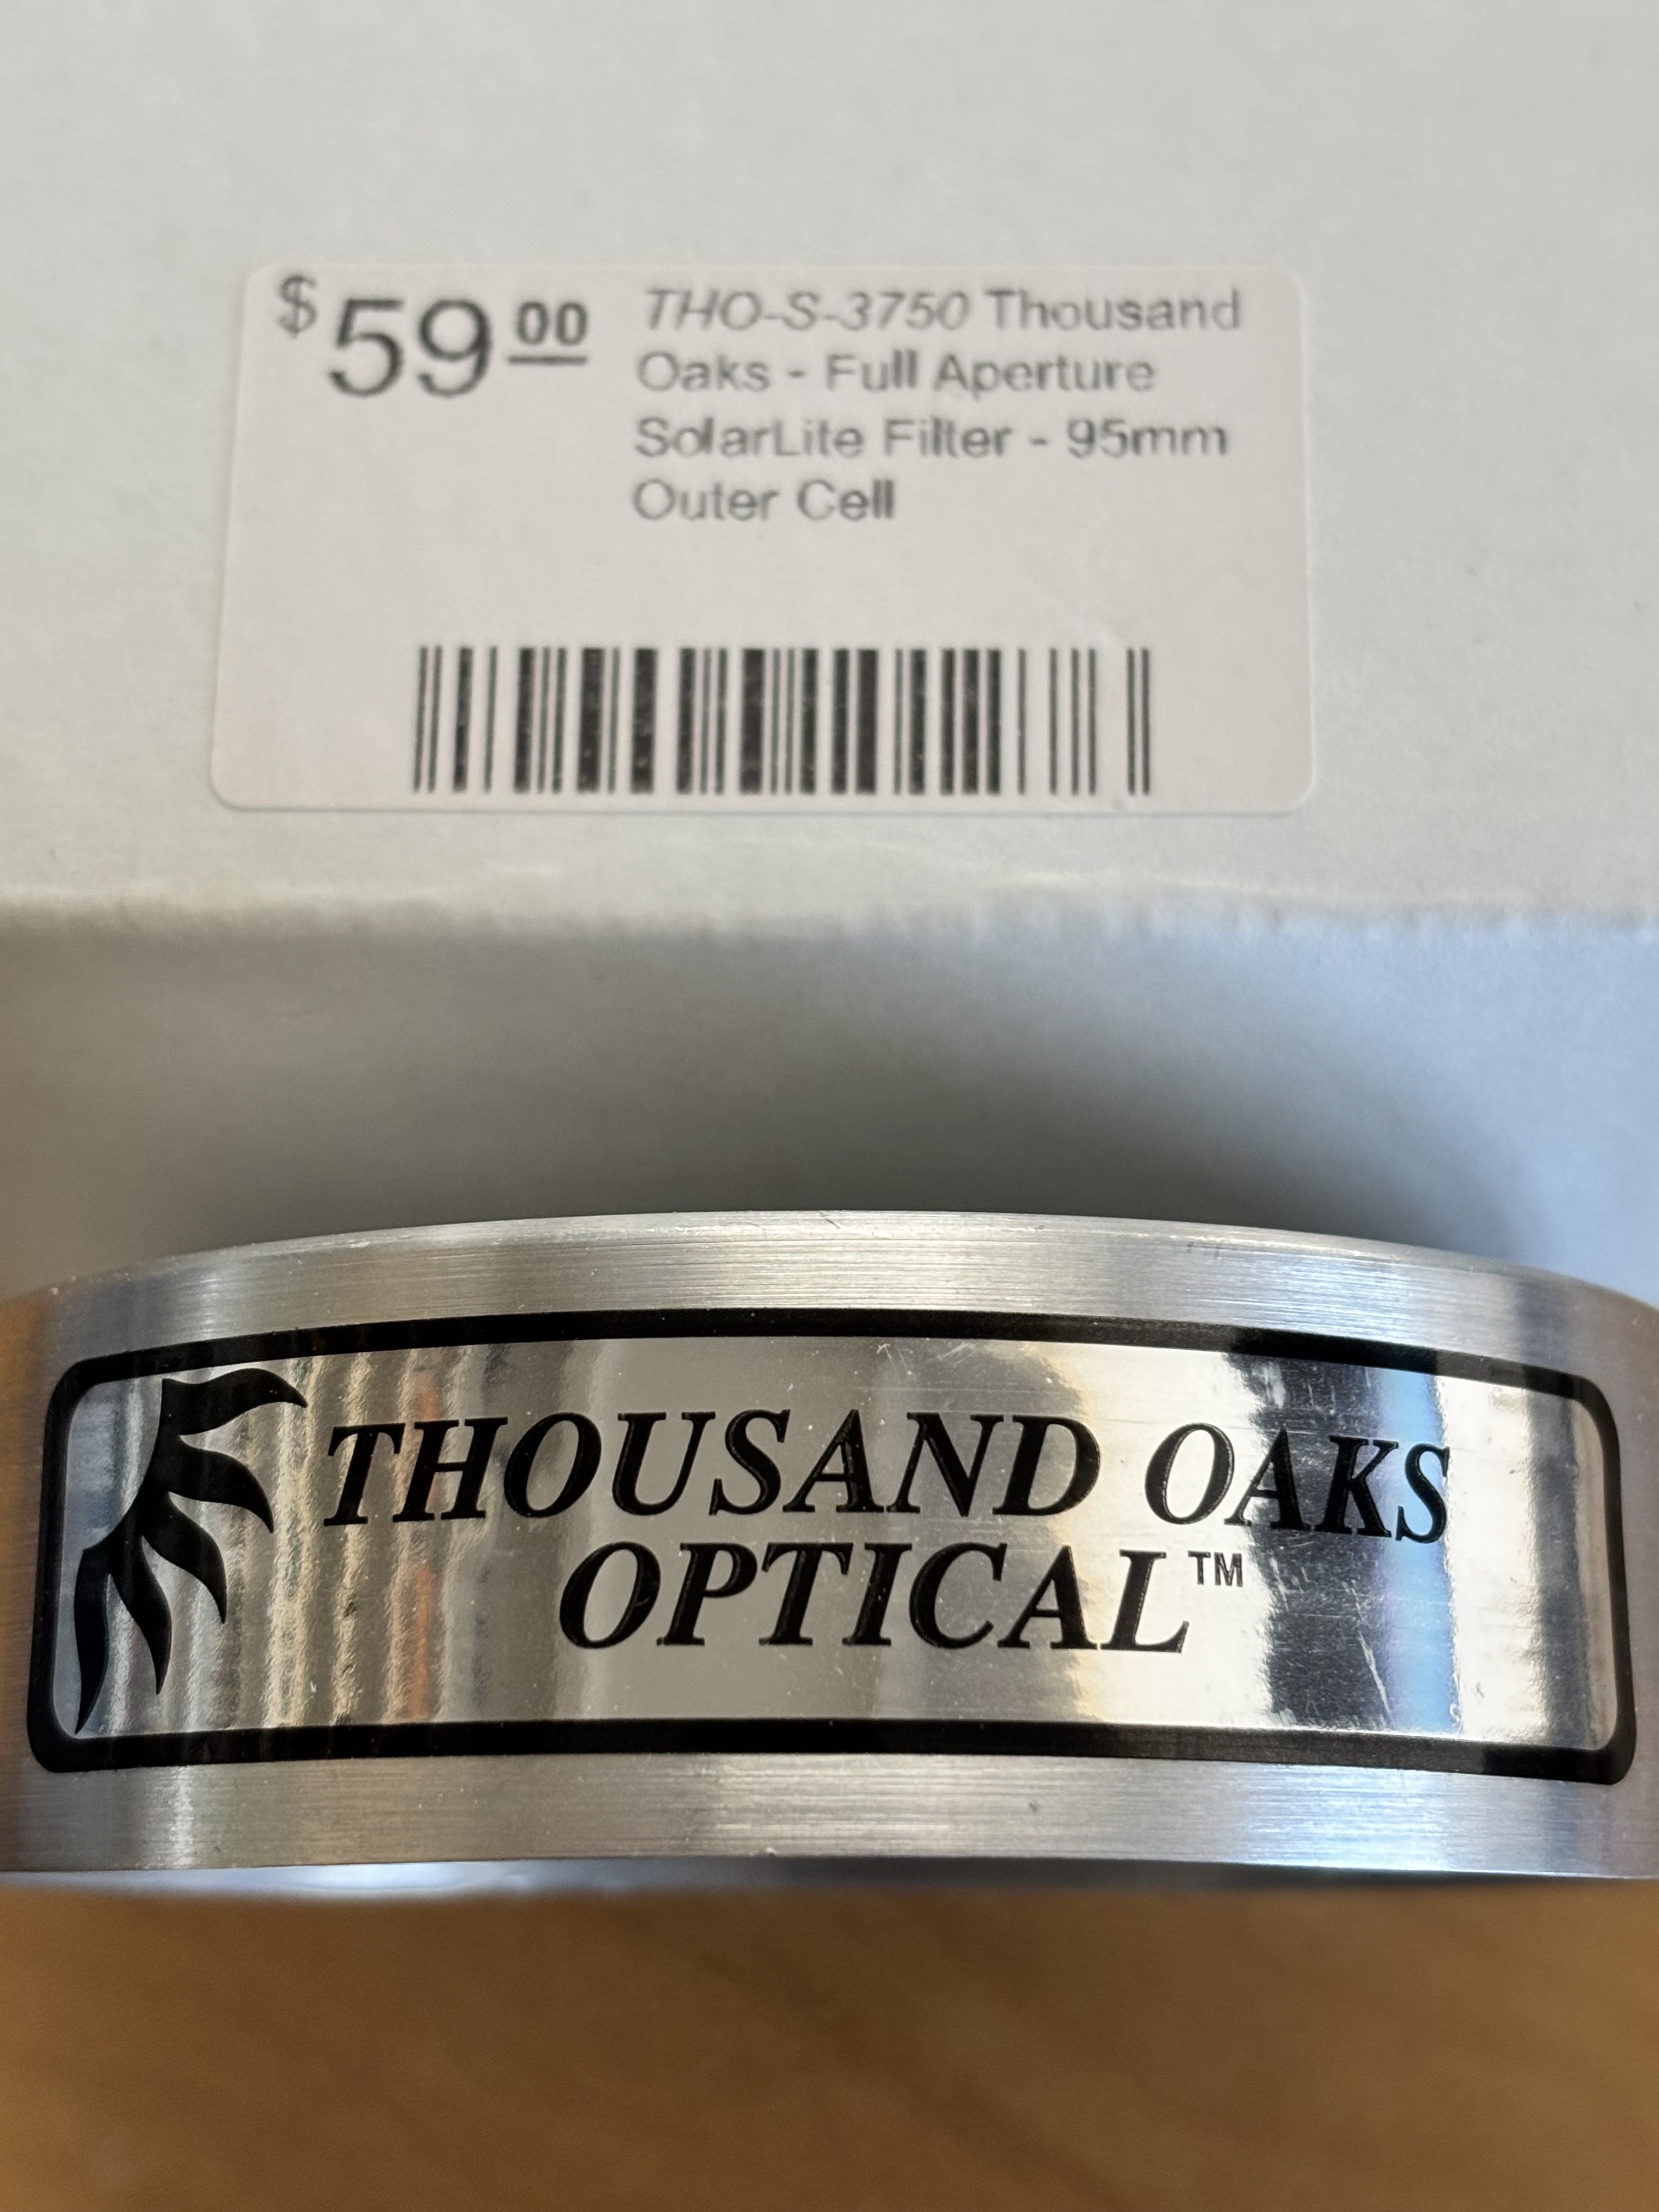 $59.00
THO-S-3750 Thousand
Oaks - Full Aperture
SolarLite Filter - 95mm
Outer Cell
THOUSAND OAKS
OPTICAL™